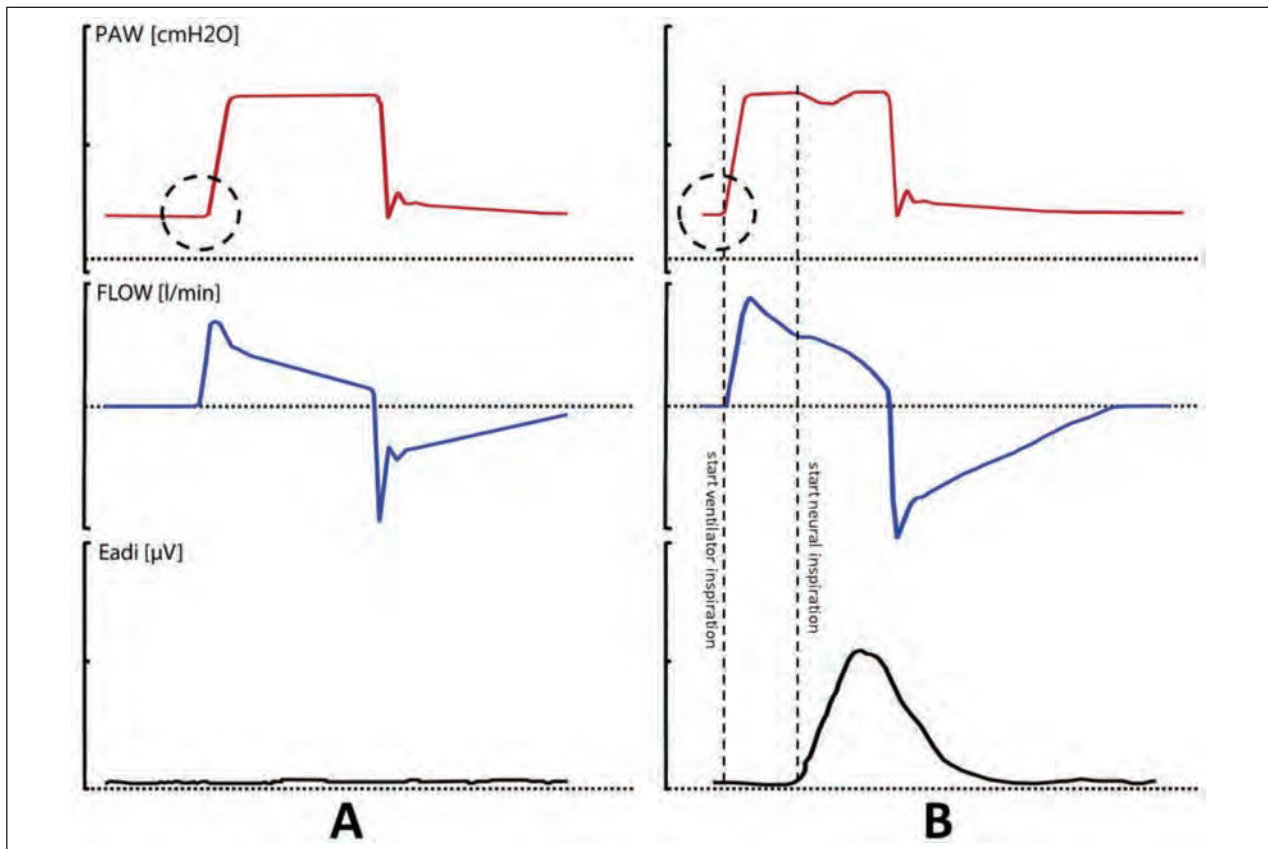 PAW [cmH2O]
FLOW [l/min]
Eadi [µV]
start ventilator inspiration
start neural inspiration
A
B